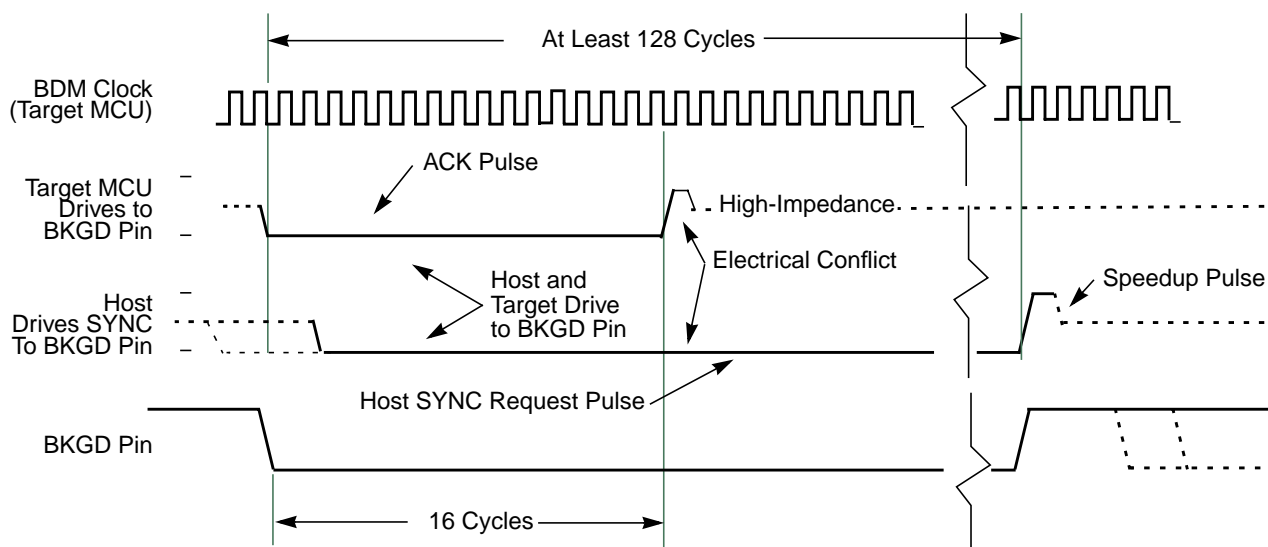 At Least 128 Cycles
BDM Clock
(Target MCU)
ACK Pulse
Target MCU
Drives to
BKGD Pin
High-Impedance
Electrical Conflict
Host and
Target Drive
to BKGD Pin
Speedup Pulse
Host
Drives SYNC
To BKGD Pin
Host SYNC Request Pulse
BKGD Pin
16 Cycles